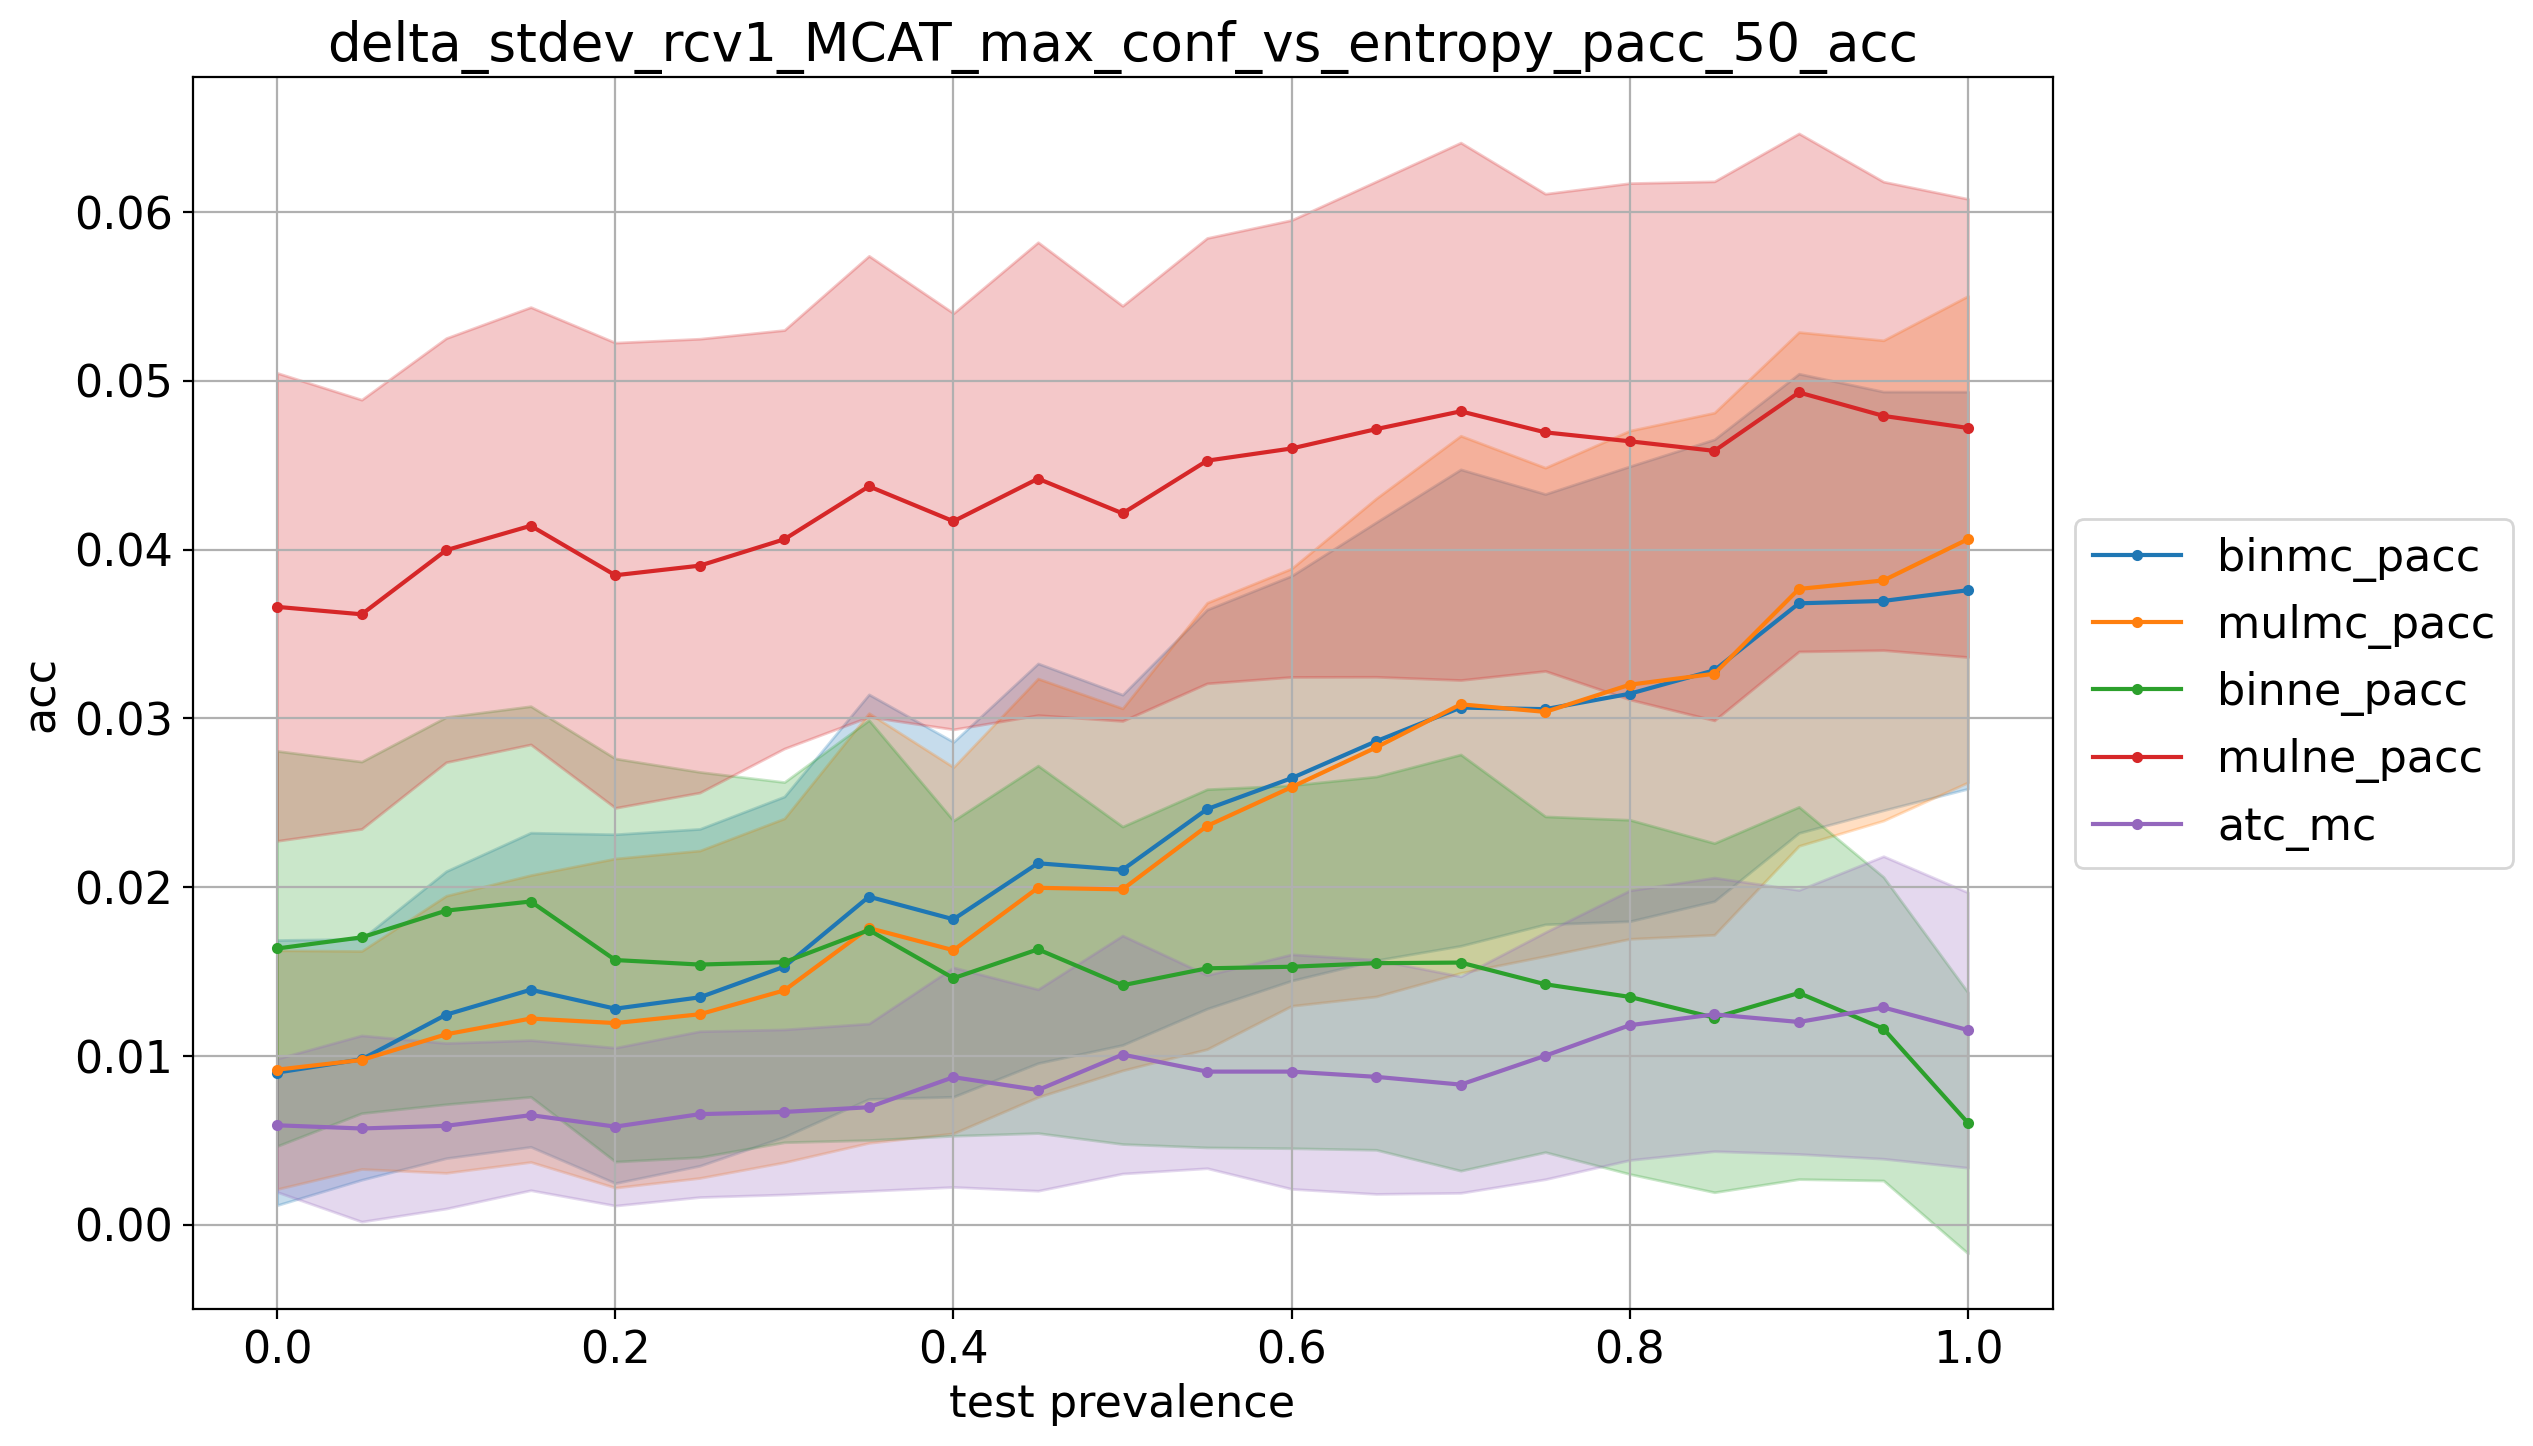 delta_stdev_rcv1_MCAT_max_conf_vs_entropy_pacc_50_acc
acc
0.06
0.05
0.04
0.03
0.02
0.01
0.00
0.0 0.2 0.4 0.6 0.8 1.0
test prevalence
binmc_pacc
mulmc_pacc
binne_pacc
mulne_pacc
atc_mc